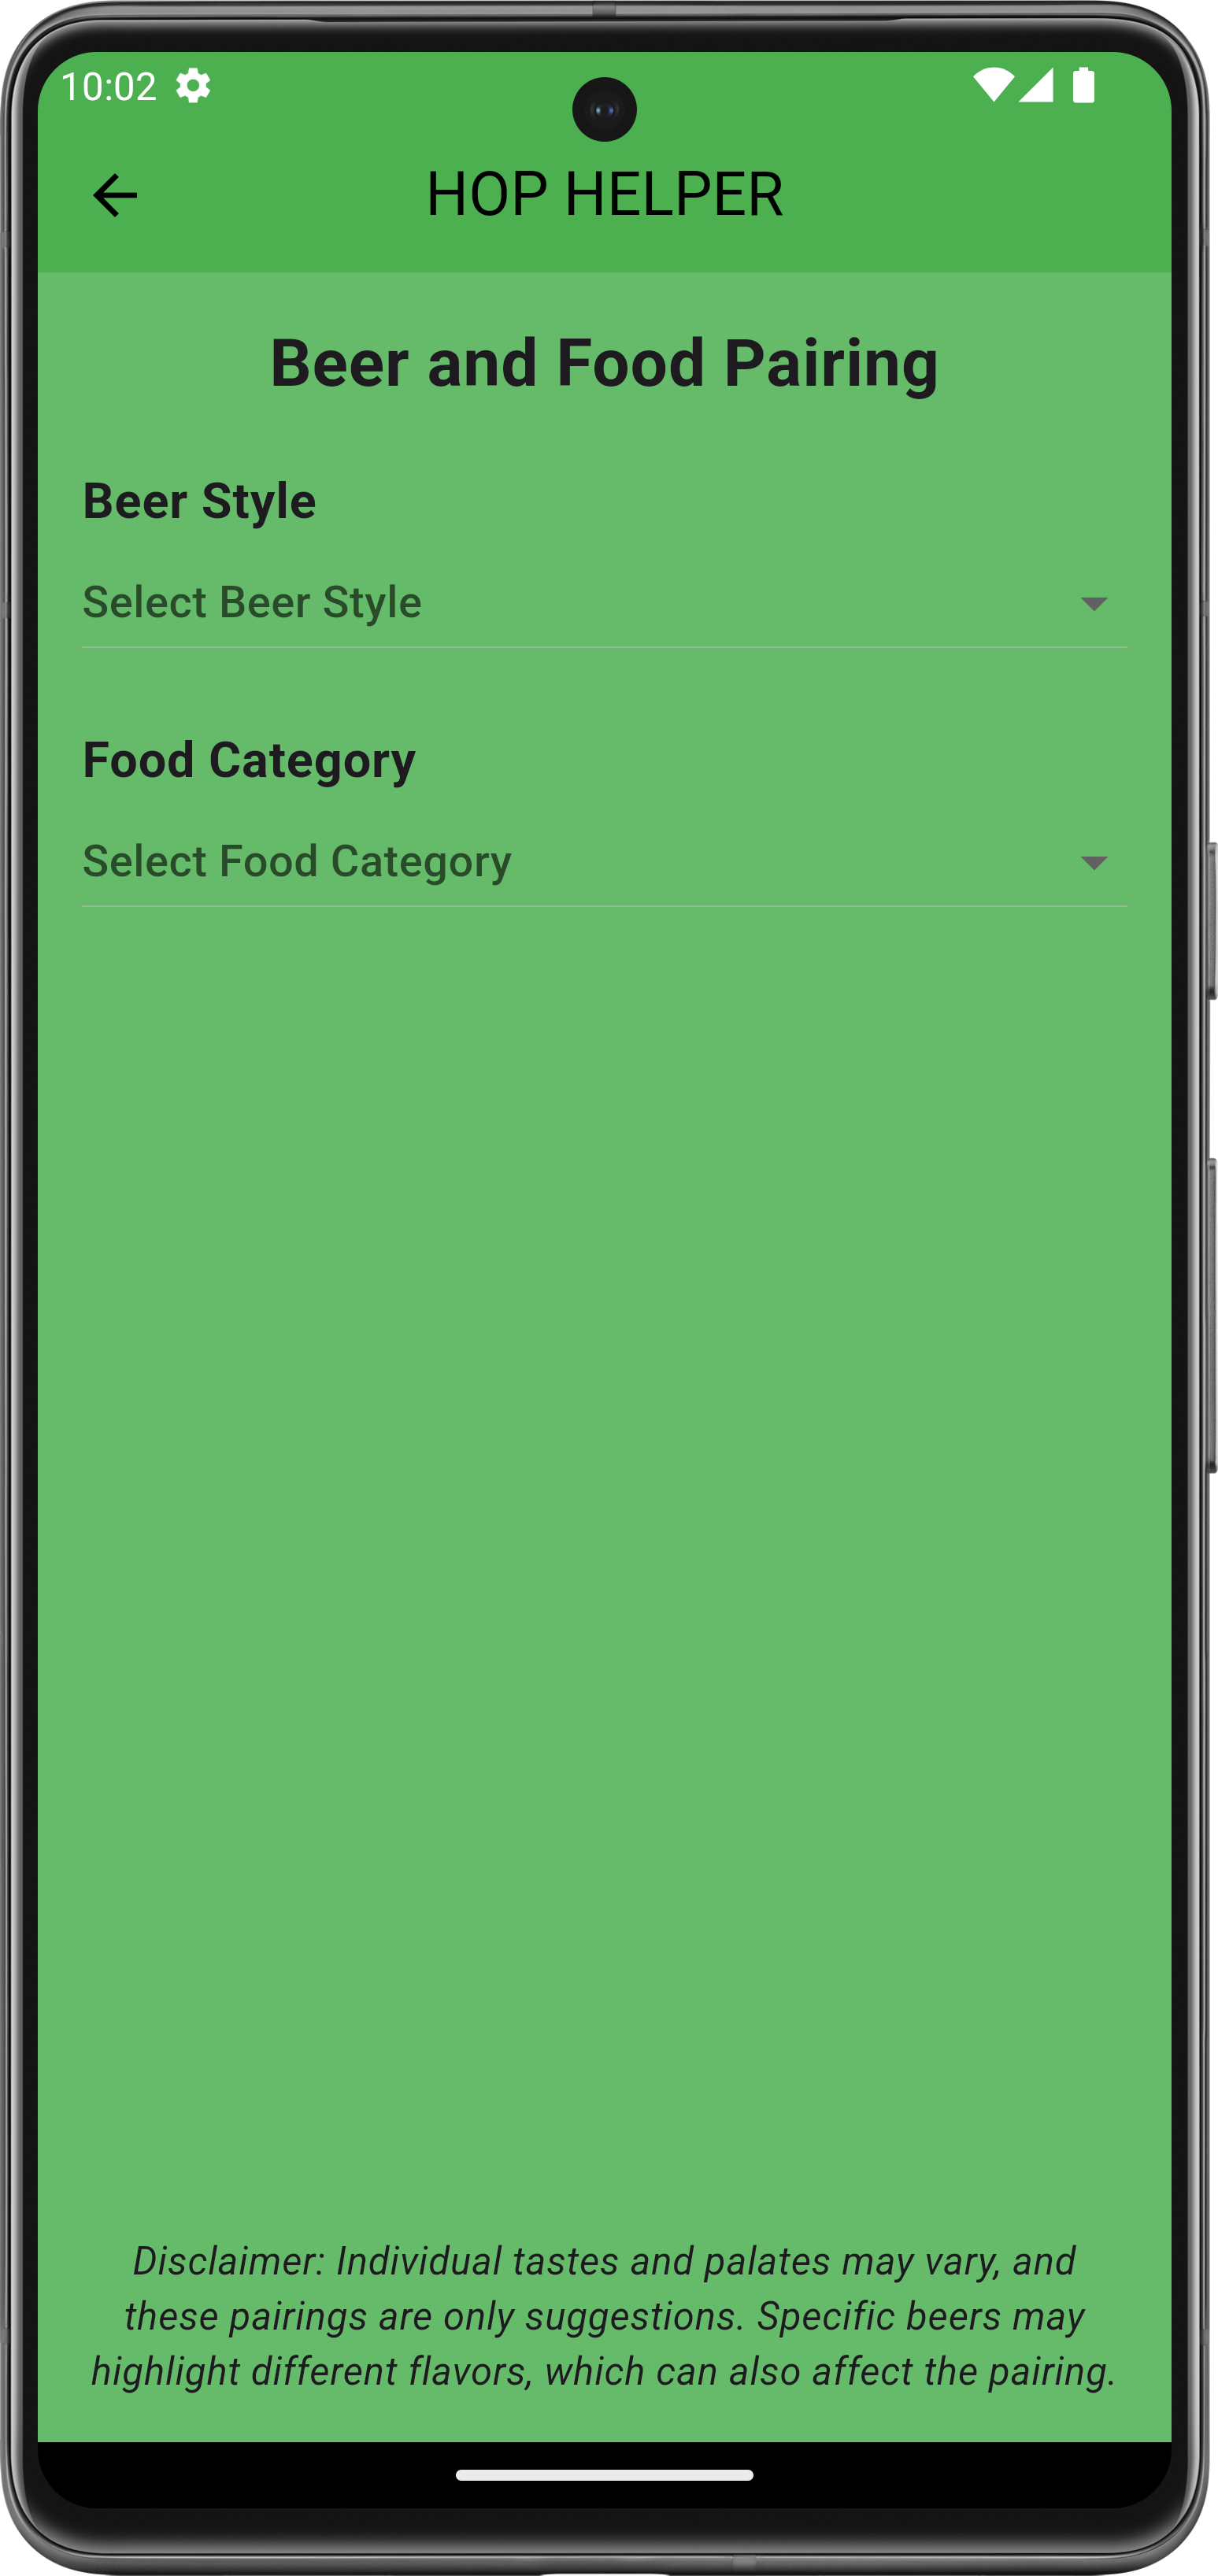 10:02
HOP HELPER
Beer and Food Pairing
Beer Style
Select Beer Style
Food Category
Select Food Category
Disclaimer: Individual tastes and palates may vary, and
these pairings are only suggestions. Specific beers may
highlight different flavors, which can also affect the pairing.